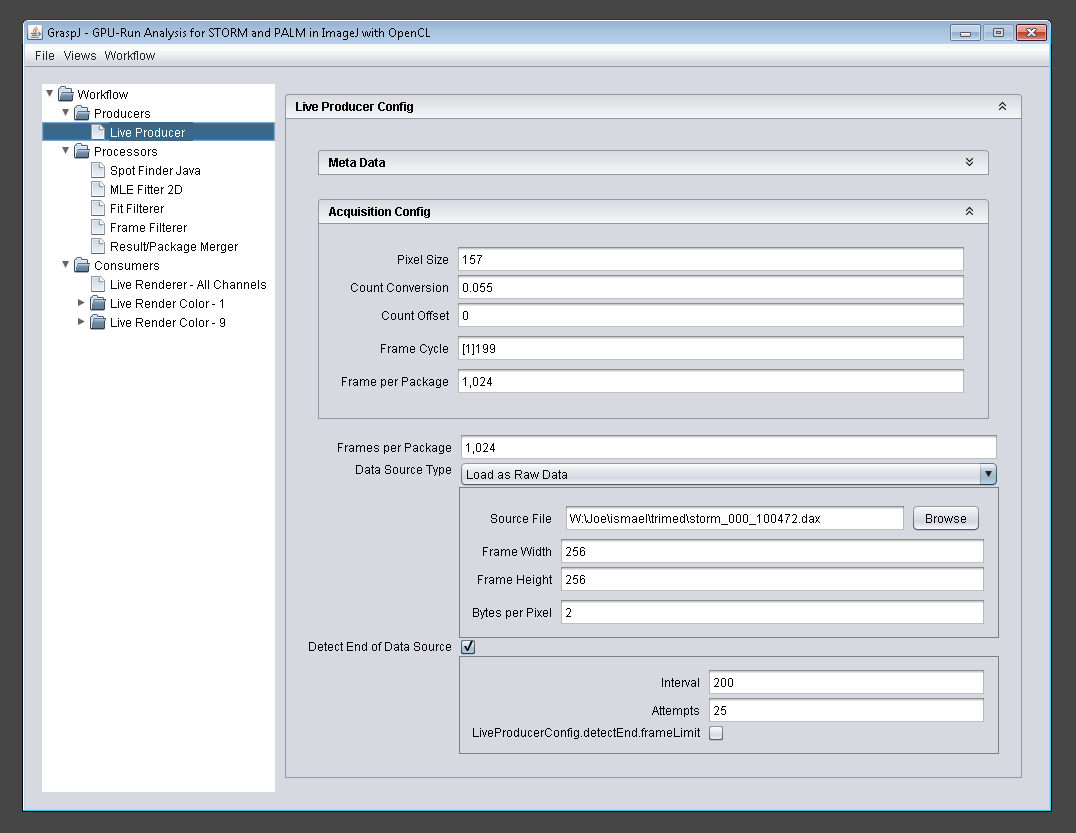 GraspJ - GPU-Run Analysis for STORM and PALM in ImageJ with OpenCL
File Views Workflow
Workflow
Producers
Live Producer
Processors
Spot Finder Java
MLE Fitter 2D
Fit Filterer
Frame Filterer
Result/Package Merger
Consumers
Live Renderer - All Channels
Live Render Color - 1
Live Render Color - 9
Live Producer Config
Meta Data
Acquisition Config
Pixel Size 157
Count Conversion 0.055
Count Offset 0
Frame Cycle [1]199
Frame per Package 1,024
Frames per Package 1,024
Data Source Type Load as Raw Data
Source File W:\Joe\ismael\trimed\storm_000_100472.dax Browse
Frame Width 256
Frame Height 256
Bytes per Pixel 2
Detect End of Data Source
Interval 200
Attempts 25
LiveProducerConfig.detectEnd.frameLimit